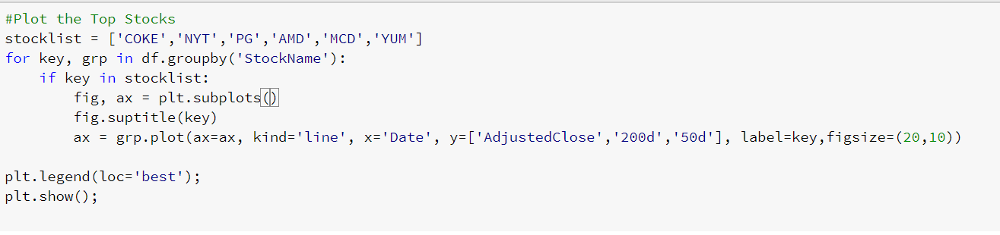 #Plot the Top Stocks
stocklist = ['COKE','NYT','PG','AMD','MCD','YUM']
for key, grp in df.groupby('StockName'):
    if key in stocklist:
        fig, ax = plt.subplots()
        fig.suptitle(key)
        ax = grp.plot(ax=ax, kind='line', x='Date', y=['AdjustedClose','200d','50d'], label=key,figsize=(20,10))
plt.legend(loc='best');
plt.show();